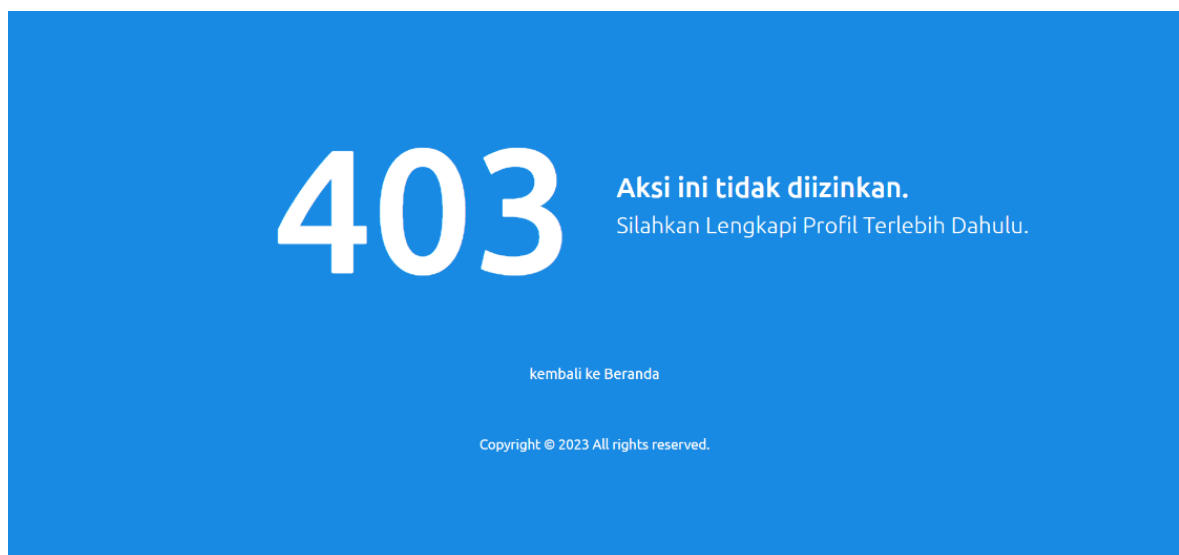 403
Aksi ini tidak diizinkan.
Silahkan Lengkapi Profil Terlebih Dahulu.
kembali ke Beranda
Copyright © 2023 All rights reserved.